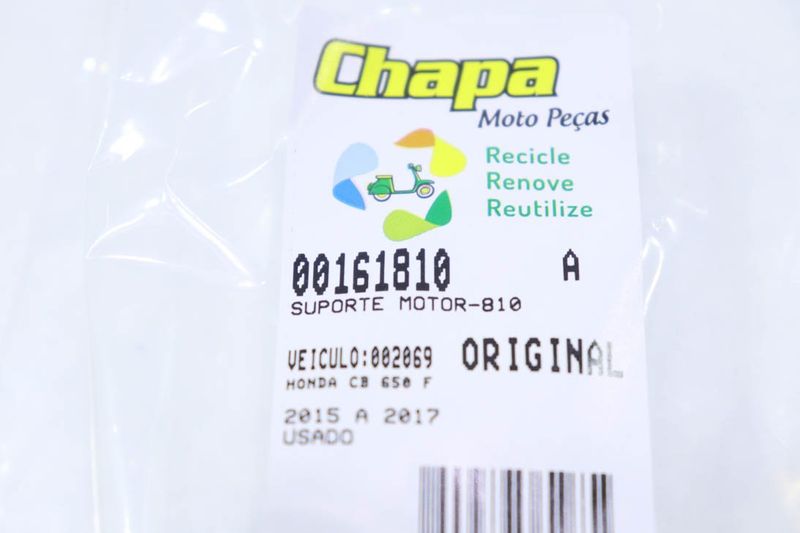 Chapa
Moto Peças
Recicle
Renove
Reutilize
00161810 A
SUPORTE MOTOR-810
VEICULO:002069 ORIGINAL
HONDA CB 650 F
2015 A 2017
USADO